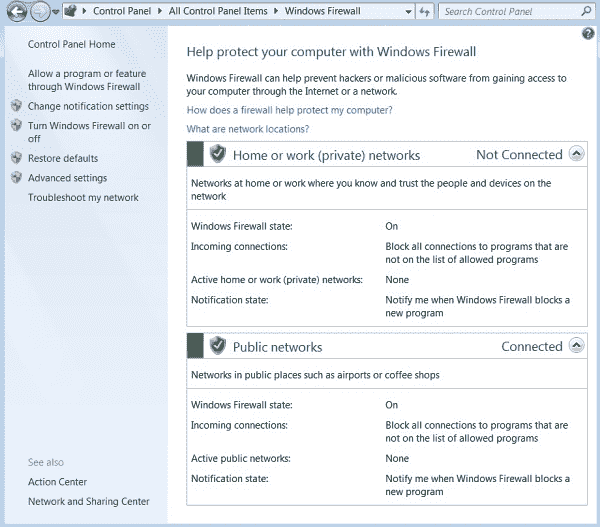 Control Panel ▸ All Control Panel Items ▸ Windows Firewall
Search Control Panel
Control Panel Home
Allow a program or feature
through Windows Firewall
Change notification settings
Turn Windows Firewall on or
off
Restore defaults
Advanced settings
Troubleshoot my network
See also
Action Center
Network and Sharing Center
Help protect your computer with Windows Firewall
Windows Firewall can help prevent hackers or malicious software from gaining access to
your computer through the Internet or a network.
How does a firewall help protect my computer?
What are network locations?
Home or work (private) networks Not Connected
Networks at home or work where you know and trust the people and devices on the
network
Windows Firewall state: On
Incoming connections: Block all connections to programs that are
not on the list of allowed programs
Active home or work (private) networks: None
Notification state: Notify me when Windows Firewall blocks a
new program
Public networks Connected
Networks in public places such as airports or coffee shops
Windows Firewall state: On
Incoming connections: Block all connections to programs that are
not on the list of allowed programs
Active public networks: None
Notification state: Notify me when Windows Firewall blocks a
new program